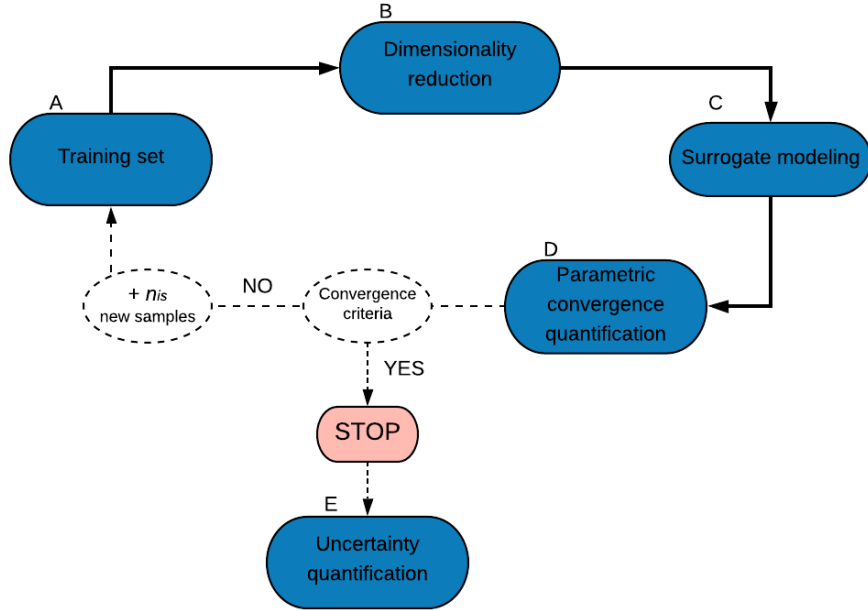 A
Training set
B
Dimensionality
reduction
C
Surrogate modeling
D
Parametric
convergence
quantification
Convergence
criteria
NO
+ nis
new samples
YES
STOP
E
Uncertainty
quantification